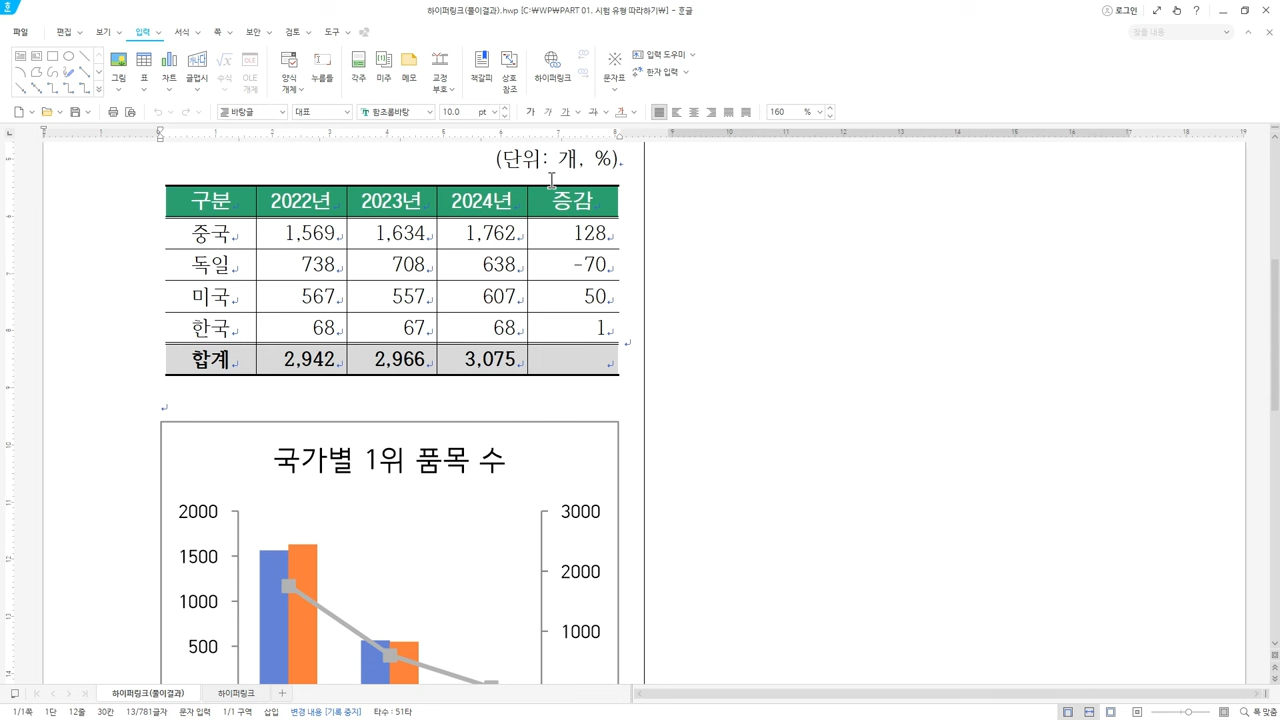 하이퍼링크(풀이결과).hwp [C:₩WP₩PART 01. 시험 유형 따라하기₩] - 흔글
로그인
파일 편집 보기 입력 서식 쪽 보안 검토 도구 찾을 내용
그림 표 차트 글맵시 수식 OLE 개체 양식 개체 누름틀 각주 미주 메모 교정 부호 책갈피 상호 참조 하이퍼링크 문자표 입력 도우미 한자 입력
바탕글 대표 함초롬바탕 10.0 pt 가 가 가 가 가 160 %
(단위: 개, %)
구분 2022년 2023년 2024년 증감
중국 1,569 1,634 1,762 128
독일 738 708 638 -70
미국 567 557 607 50
한국 68 67 68 1
합계 2,942 2,966 3,075
국가별 1위 품목 수
2000 3000
1500 2000
1000 1000
500
하이퍼링크(풀이결과) 하이퍼링크
1/1쪽 1단 12줄 30칸 13/781글자 문자 입력 1/1 구역 삽입 변경 내용 [기록 중지] 타수 : 51타 폭 맞춤